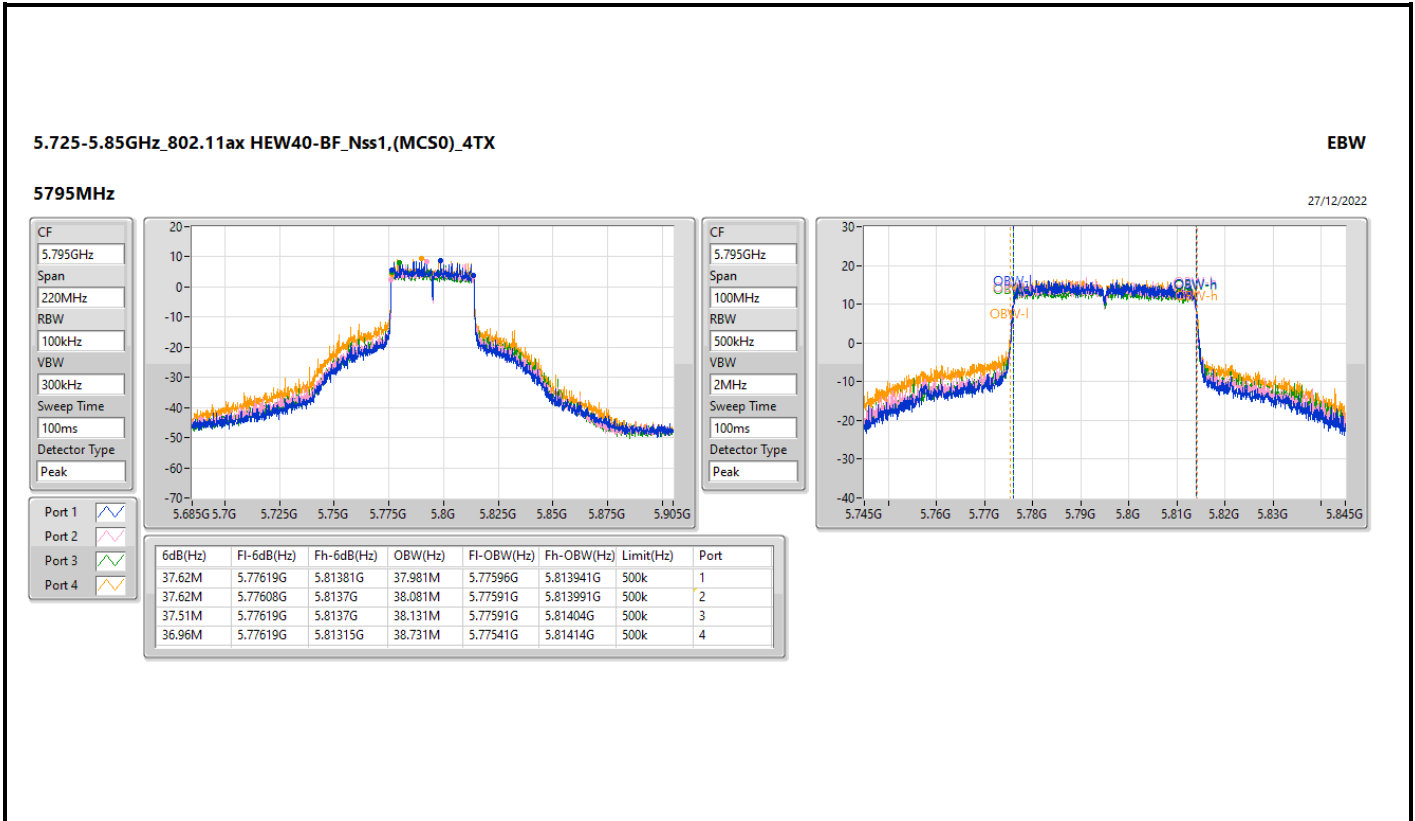 5.725-5.85GHz_802.11ax HEW40-BF_Nss1,(MCS0)_4TX
EBW
5795MHz
27/12/2022
CF
5.795GHz
Span
220MHz
RBW
100kHz
VBW
300kHz
Sweep Time
100ms
Detector Type
Peak
Port 1
Port 2
Port 3
Port 4
20
10
0
-10
-20
-30
-40
-50
-60
-70
5.685G 5.7G 5.725G 5.75G 5.775G 5.8G 5.825G 5.85G 5.875G 5.905G
CF
5.795GHz
Span
100MHz
RBW
500kHz
VBW
2MHz
Sweep Time
100ms
Detector Type
Peak
30
20
10
0
-10
-20
-30
-40
OBW-l
OBW-l
OBW-h
OBW-h
5.745G 5.76G 5.77G 5.78G 5.79G 5.8G 5.81G 5.82G 5.83G 5.845G
6dB(Hz) Fl-6dB(Hz) Fh-6dB(Hz) OBW(Hz) Fl-OBW(Hz) Fh-OBW(Hz) Limit(Hz) Port
37.62M 5.77619G 5.81381G 37.981M 5.77596G 5.813941G 500k 1
37.62M 5.77608G 5.8137G 38.081M 5.77591G 5.813991G 500k 2
37.51M 5.77619G 5.8137G 38.131M 5.77591G 5.81404G 500k 3
36.96M 5.77619G 5.81315G 38.731M 5.77541G 5.81414G 500k 4